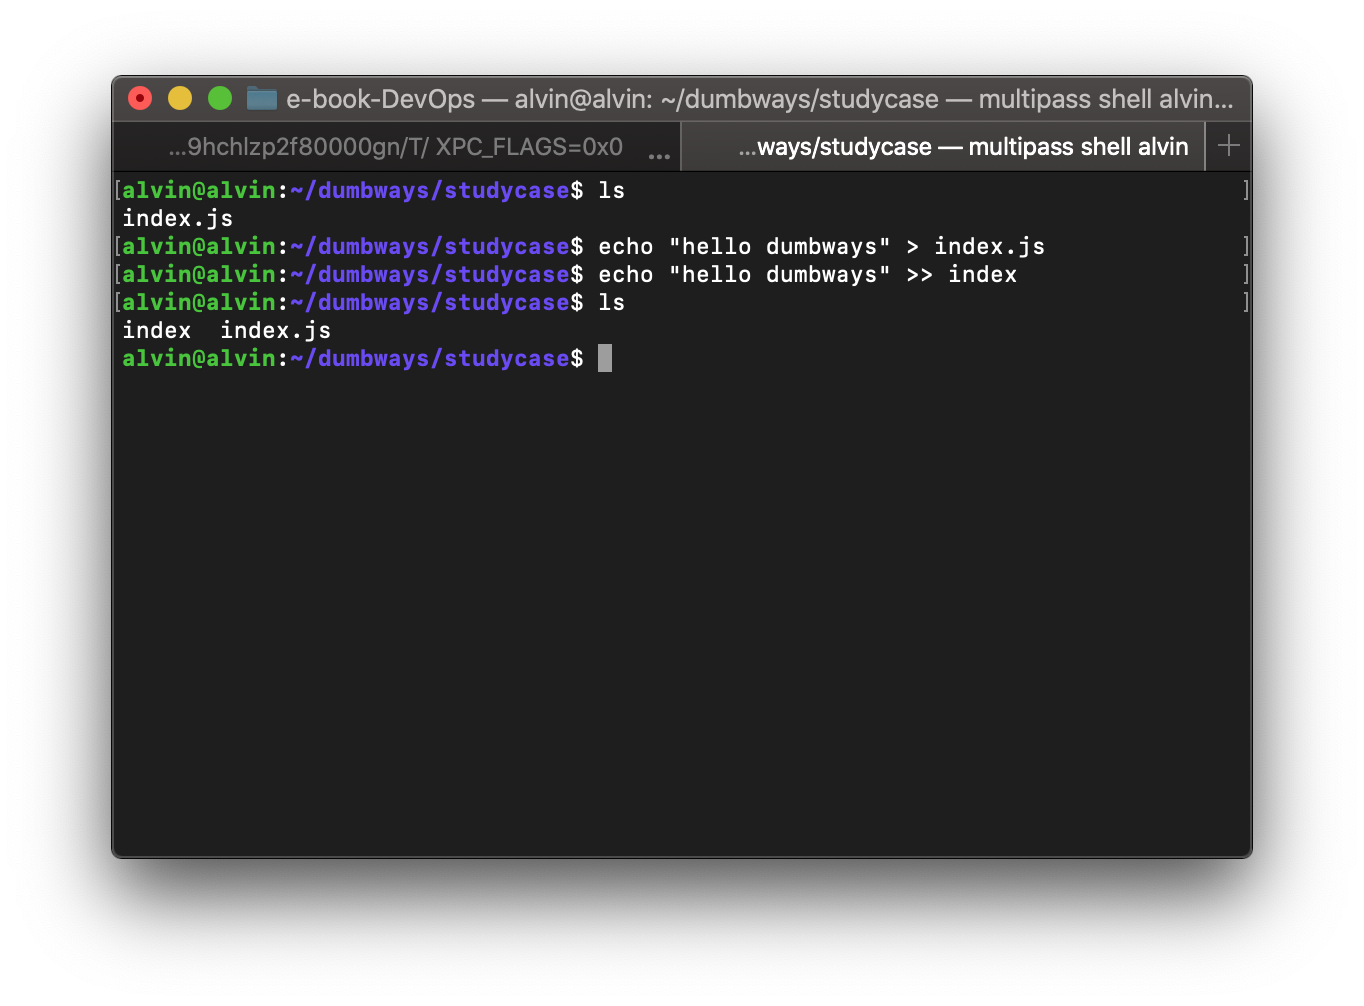 e-book-DevOps — alvin@alvin: ~/dumbways/studycase — multipass shell alvin...
...9hchlzp2f80000gn/T/ XPC_FLAGS=0x0 ...
...ways/studycase — multipass shell alvin +
[alvin@alvin:~/dumbways/studycase$ ls ]
index.js
[alvin@alvin:~/dumbways/studycase$ echo "hello dumbways" > index.js ]
[alvin@alvin:~/dumbways/studycase$ echo "hello dumbways" >> index ]
[alvin@alvin:~/dumbways/studycase$ ls ]
index  index.js
alvin@alvin:~/dumbways/studycase$